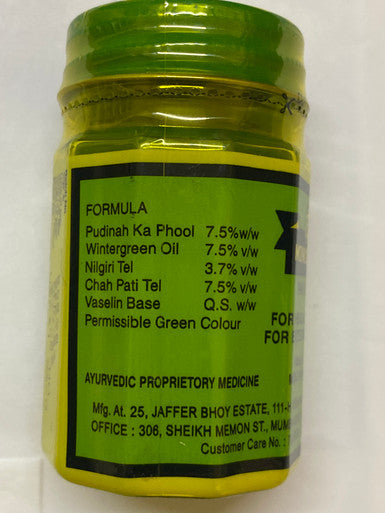 FORMULA
Pudinah Ka Phool 7.5%w/w
Wintergreen Oil 7.5% v/w
Nilgiri Tel 3.7% v/w
Chah Pati Tel 7.5% v/w
Vaselin Base Q.S. w/w
Permissible Green Colour
FOR
FOR
AYURVEDIC PROPRIETORY MEDICINE
Mfg. At. 25, JAFFER BHOY ESTATE, 111-
OFFICE : 306, SHEIKH MEMON ST.,
Customer Care No. :